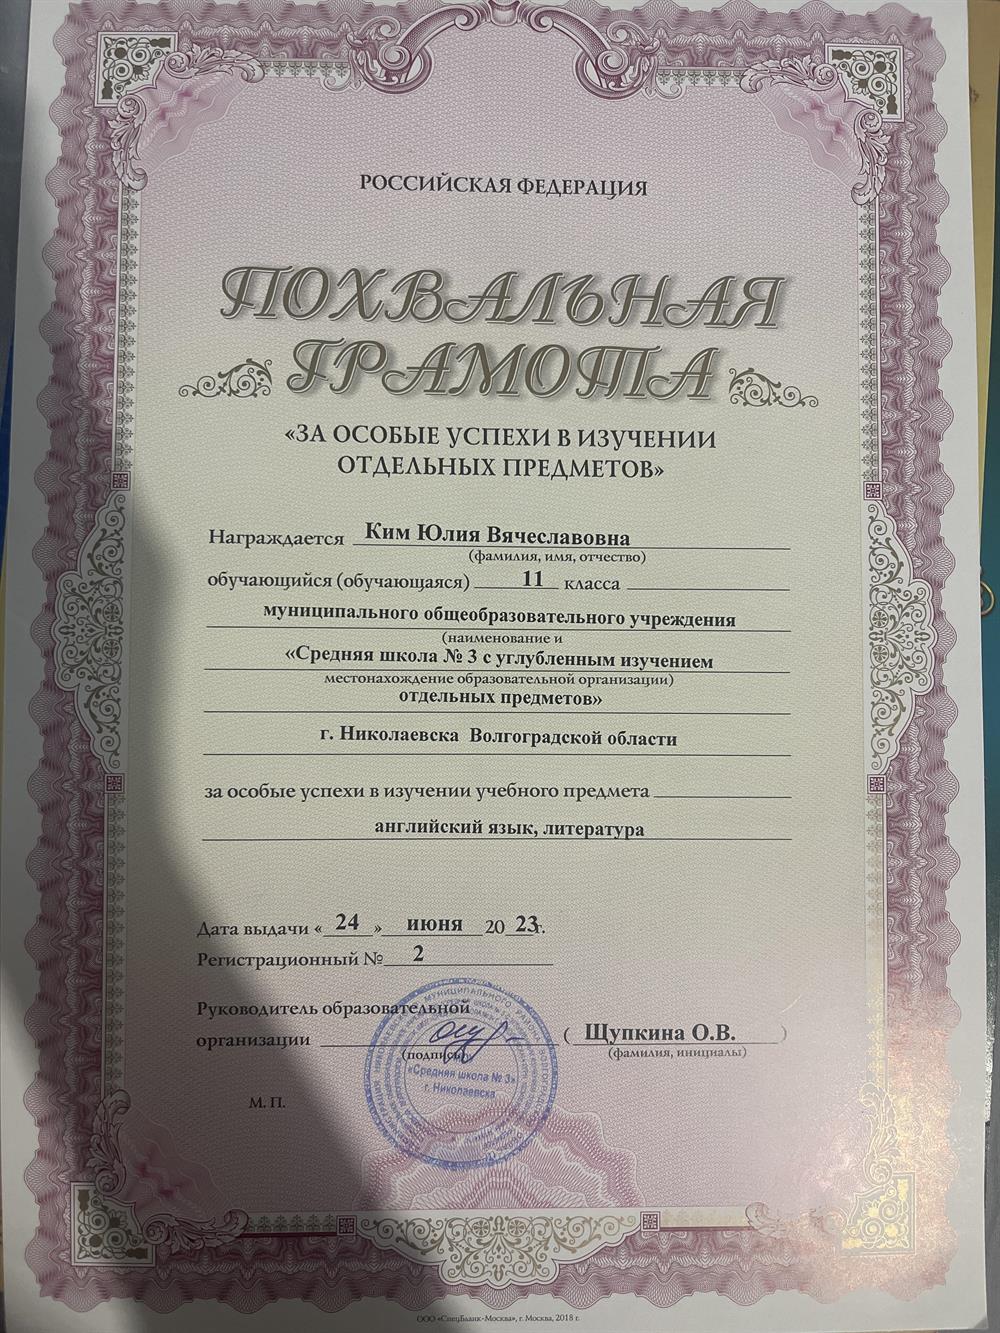 РОССИЙСКАЯ ФЕДЕРАЦИЯ
ПОХВАЛЬНАЯ
ГРАМОТА
«ЗА ОСОБЫЕ УСПЕХИ В ИЗУЧЕНИИ
ОТДЕЛЬНЫХ ПРЕДМЕТОВ»
Награждается Ким Юлия Вячеславовна
(фамилия, имя, отчество)
обучающийся (обучающаяся) 11 класса
муниципального общеобразовательного учреждения
(наименование и
«Средняя школа № 3 с углубленным изучением
местонахождение образовательной организации)
отдельных предметов»
г. Николаевска Волгоградской области
за особые успехи в изучении учебного предмета
английский язык, литература
Дата выдачи «24» июня 2023г.
Регистрационный № 2
Руководитель образовательной
организации ( Щупкина О.В. )
(подпись) (фамилия, инициалы)
«Средняя школа № 3»
г. Николаевска
М. П.
ООО «СпецБланк-Москва», г. Москва, 2018 г.